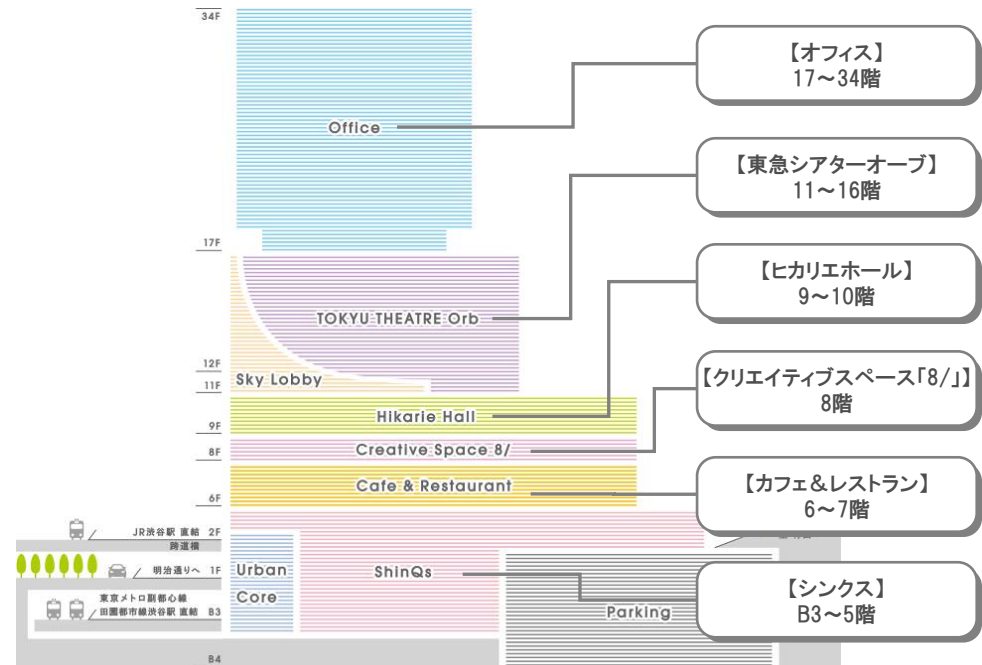 34F
【オフィス】
17～34階
Office
【東急シアターオーブ】
11～16階
17F
【ヒカリエホール】
9～10階
TOKYU THEATRE Orb
12F
Sky Lobby
11F
【クリエイティブスペース「8/」】
8階
Hikarie Hall
9F
Creative Space 8/
8F
Cafe & Restaurant
【カフェ＆レストラン】
6～7階
6F
JR渋谷駅 直結 2F
跨道橋
明治通りへ 1F
Urban
Core
ShinQs
【シンクス】
B3～5階
東京メトロ副都心線
田園都市線渋谷駅 直結 B3
Parking
B4